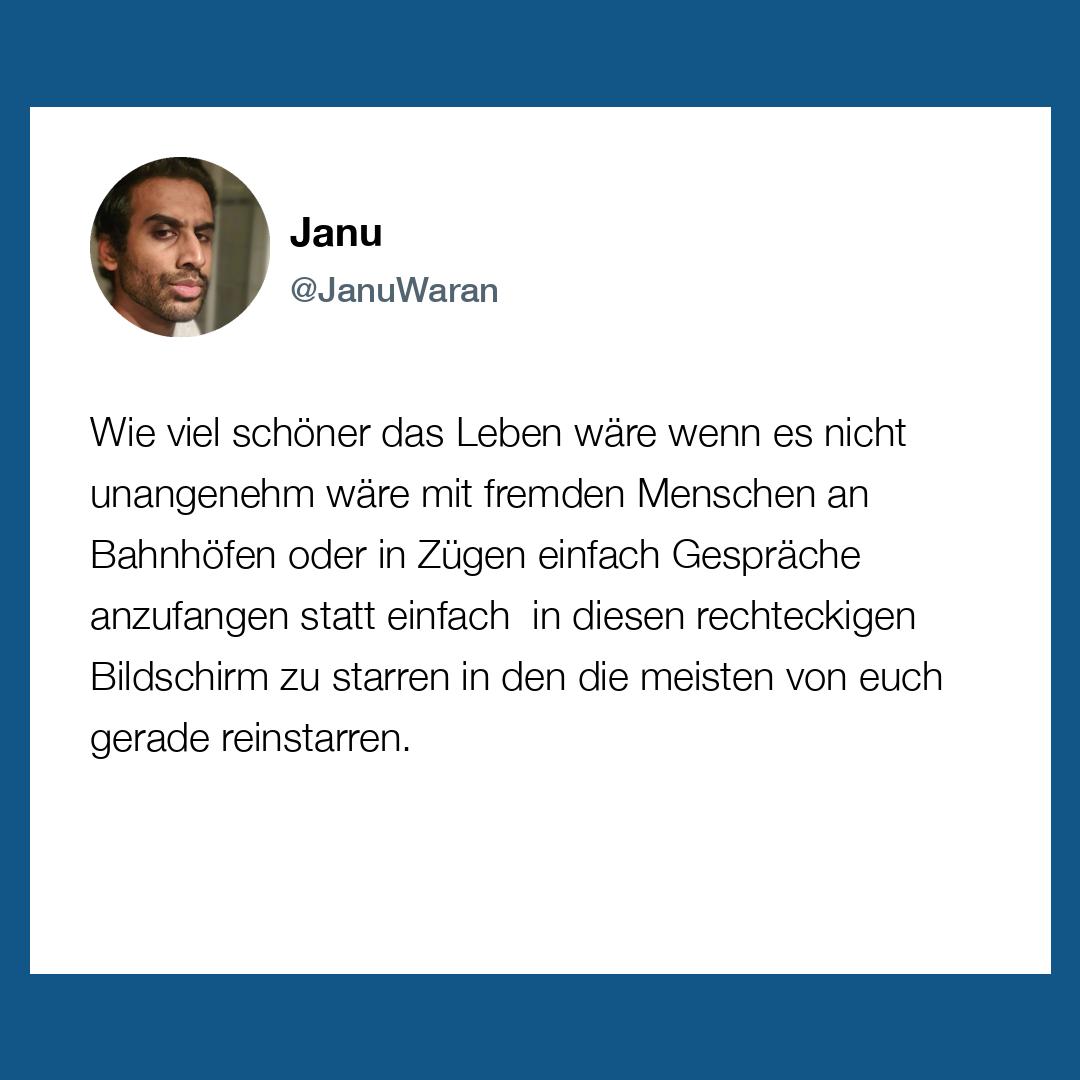 Janu
@JanuWaran
Wie viel schöner das Leben wäre wenn es nicht
unangenehm wäre mit fremden Menschen an
Bahnhöfen oder in Zügen einfach Gespräche
anzufangen statt einfach  in diesen rechteckigen
Bildschirm zu starren in den die meisten von euch
gerade reinstarren.